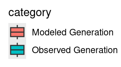 category
Modeled Generation
Observed Generation